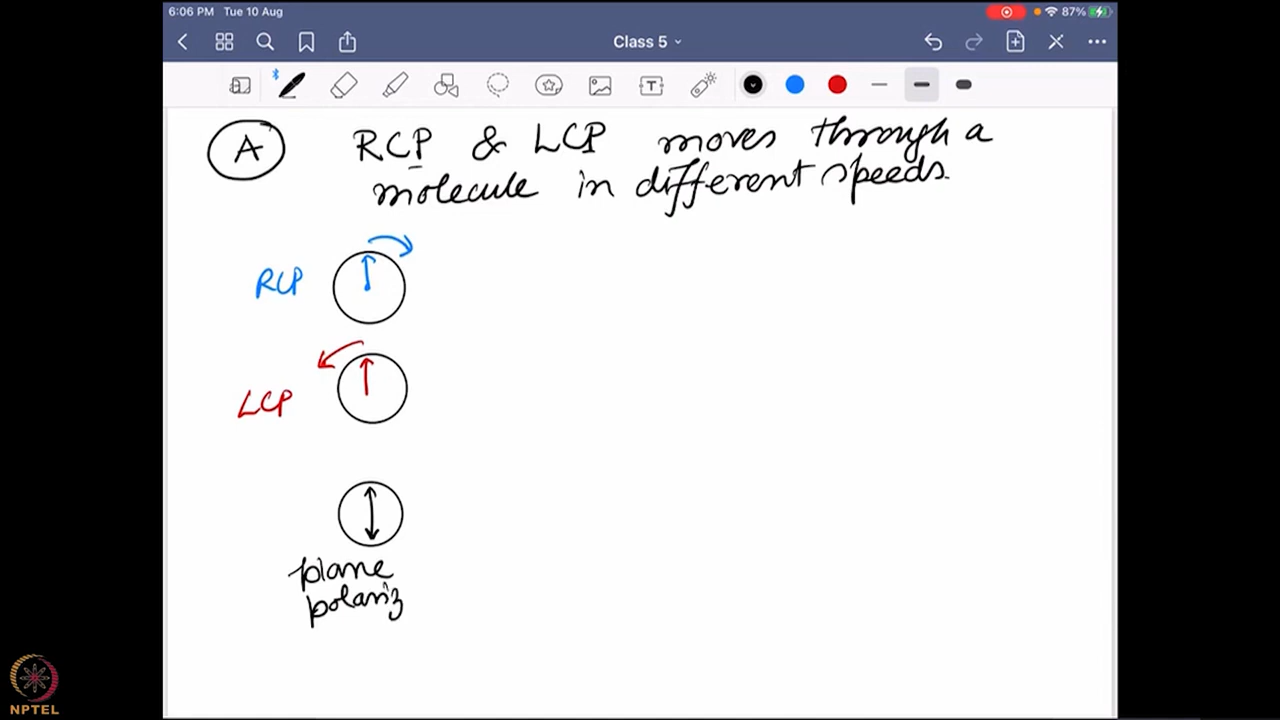 6:06 PM Tue 10 Aug
87%
Class 5
T
A
RCP & LCP moves through a
molecule in different speeds.
RCP
LCP
plane
polariz
NPTEL